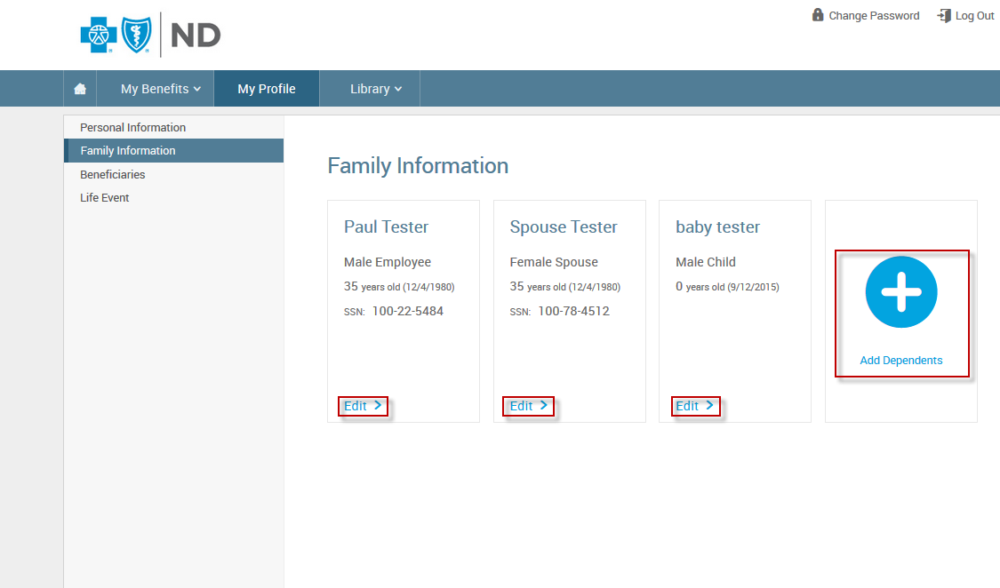 Change Password
Log Out
ND
My Benefits
My Profile
Library
Personal Information
Family Information
Beneficiaries
Life Event
Family Information
Paul Tester
Male Employee
35 years old (12/4/1980)
SSN: 100-22-5484
Edit
Spouse Tester
Female Spouse
35 years old (12/4/1980)
SSN: 100-78-4512
Edit
baby tester
Male Child
0 years old (9/12/2015)
Edit
Add Dependents